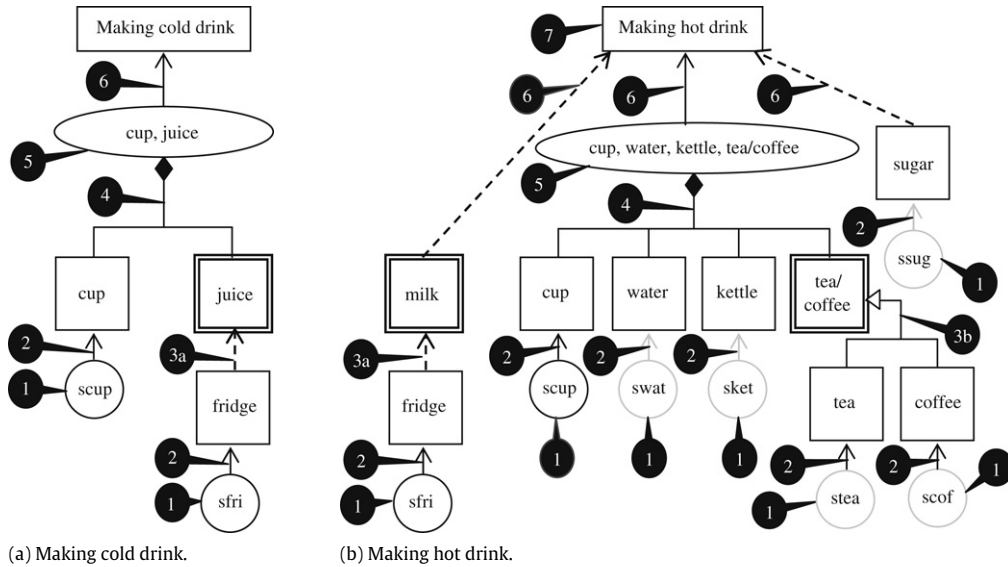 Making cold drink
6
cup, juice
5
4
cup
juice
2
3a
1
scup
fridge
2
1
sfri
(a) Making cold drink.
7
Making hot drink
6
6
6
cup, water, kettle, tea/coffee
5
4
sugar
2
ssug
1
milk
cup
water
kettle
tea/
coffee
3a
2
2
2
3b
fridge
scup
swat
sket
tea
coffee
2
1
1
1
2
2
1
1
sfri
1
stea
scof
(b) Making hot drink.